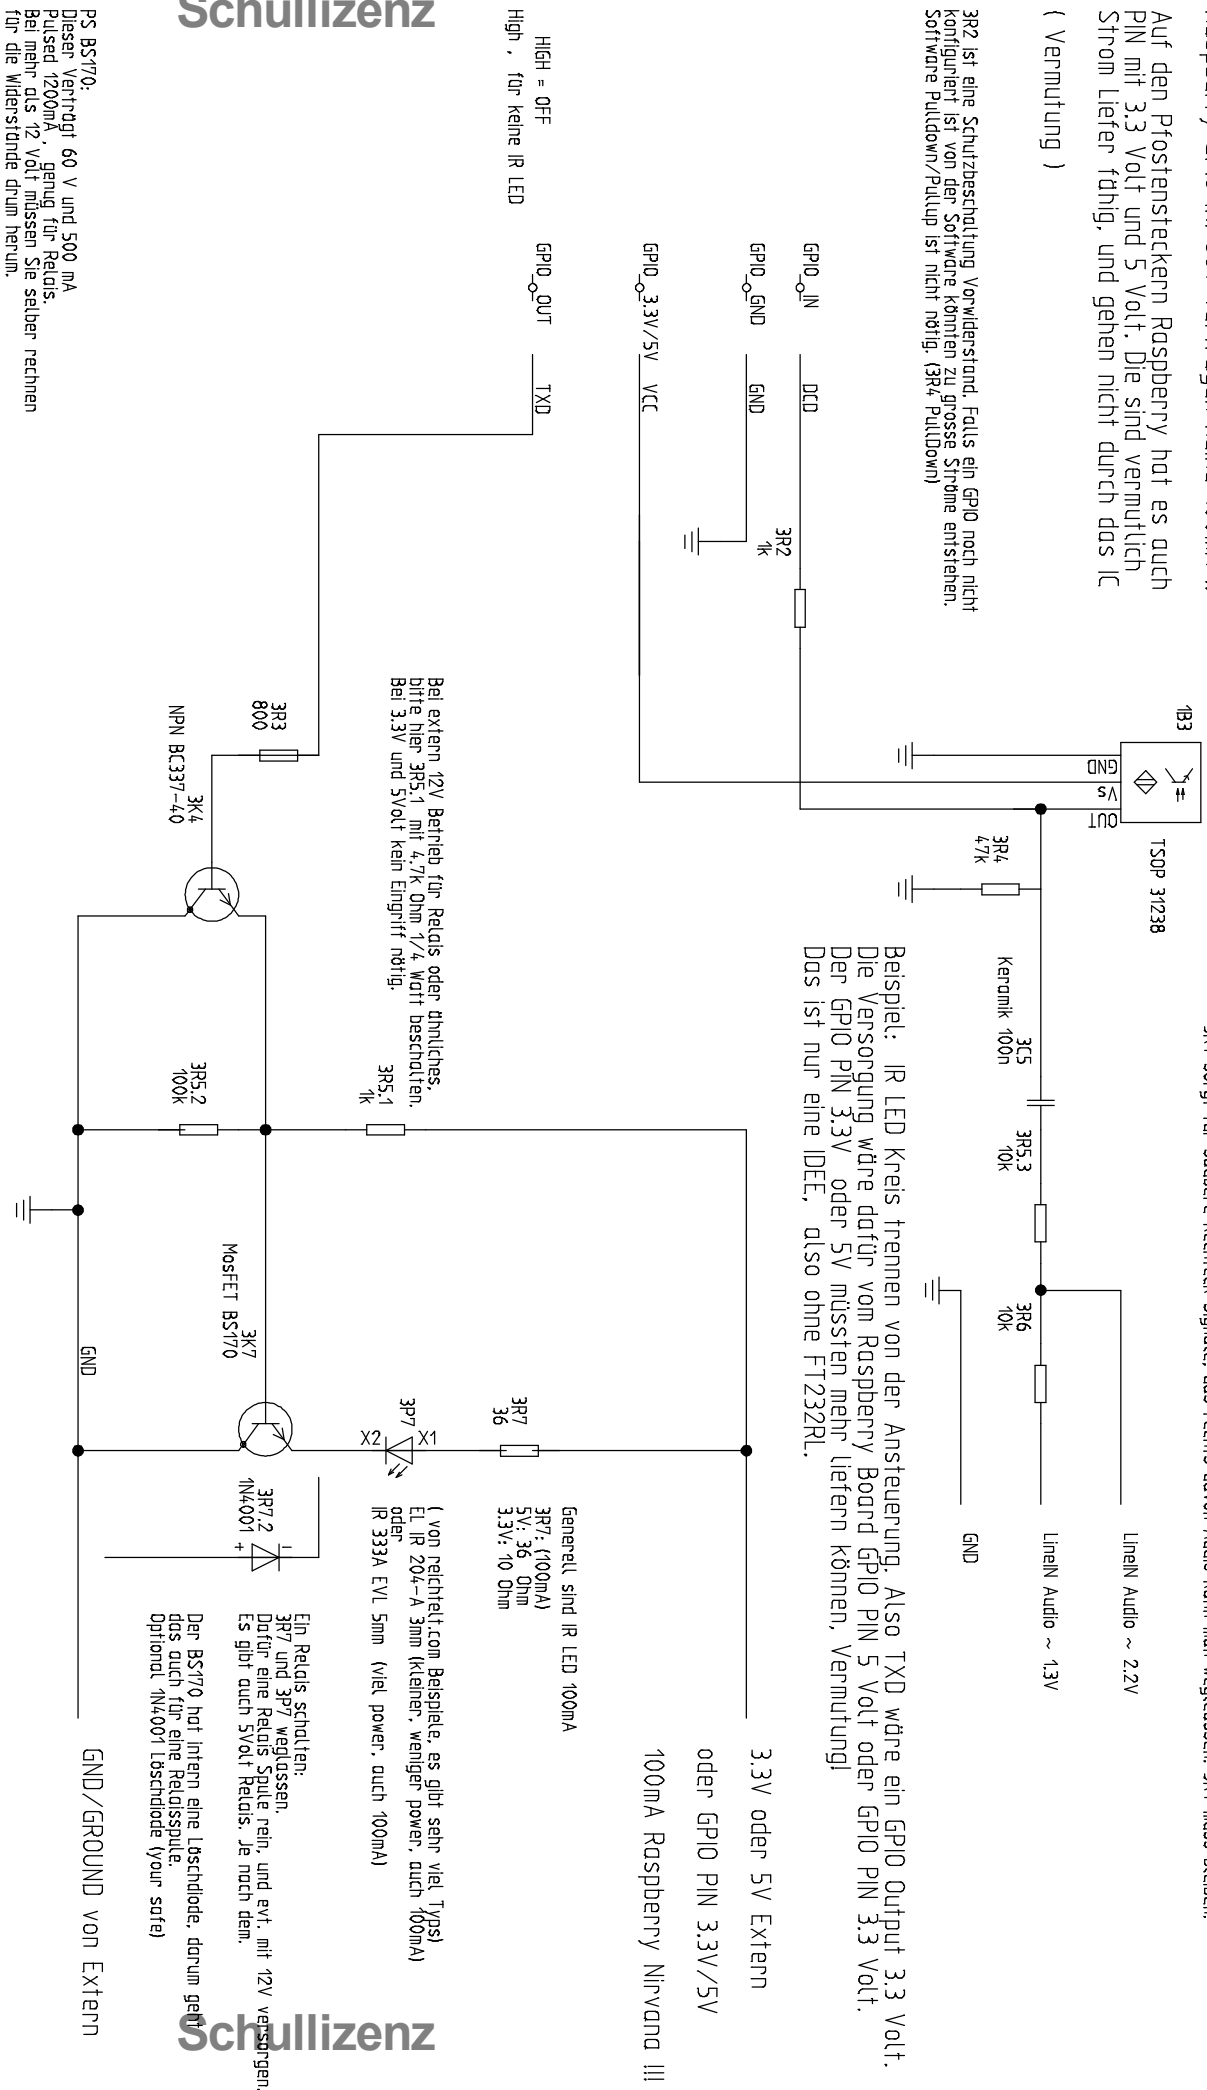 Schullizenz
Auf den Pfostensteckern Raspberry hat es auch
PIN mit 3.3 Volt und 5 Volt. Die sind vermutlich
Strom Liefer fähig, und gehen nicht durch das IC
( Vermutung )
3R2 ist eine Schutzbeschaltung Vorwiderstand. Falls ein GPIO noch nicht
konfiguriert ist von der Software könnten zu grosse Ströme entstehen.
Software Pulldown/Pullup ist nicht nötig. (3R4 PullDown)
HIGH = OFF
High , für keine IR LED
PS BS170:
Dieser Verträgt 60 V und 500 mA
Pulsed 1200mA , genug für Relais.
Bei mehr als 12 Volt müssen Sie selber rechnen
für die Widerstände drum herum.
GPIO_IN
DCD
GPIO_GND
GND
GPIO_3.3V/5V
VCC
GPIO_OUT
TXD
3R2
1k
1B3
GND
Vs
OUT
TSOP 31238
3R4
47k
Keramik
3C5
100n
3R5.3
10k
3R6
10k
LineIN Audio ~ 2.2V
LineIN Audio ~ 1.3V
GND
Beispiel: IR LED Kreis trennen von der Ansteuerung. Also TXD wäre ein GPIO Output 3.3 Volt.
Die Versorgung wäre dafür vom Raspberry Board GPIO PIN 5 Volt oder GPIO PIN 3.3 Volt.
Der GPIO PIN 3.3V oder 5V müssten mehr liefern können, Vermutung!
Das ist nur eine IDEE, also ohne FT232RL.
3.3V oder 5V Extern
oder GPIO PIN 3.3V/5V
100mA Raspberry Nirvana !!!
Bei extern 12V Betrieb für Relais oder ähnliches,
bitte hier 3R5.1 mit 4.7k Ohm 1/4 Watt beschalten.
Bei 3.3V und 5Volt kein Eingriff nötig.
3R3
800
3K4
NPN BC337-40
3R5.1
1k
3R5.2
100k
3K7
MosFET BS170
GND
3R7
36
3P7
X2
X1
Generell sind IR LED 100mA
3R7: (100mA)
5V: 36 Ohm
3.3V: 10 Ohm
( von reichtelt.com Beispiele, es gibt sehr viel Typs)
EL IR 204-A 3mm (kleiner, weniger power, auch 100mA)
oder
IR 333A EVL 5mm (viel power, auch 100mA)
3R7.2
1N4001
+
-
Ein Relais schalten:
3R7 und 3P7 weglassen.
Dafür eine Relais Spule rein, und evt. mit 12V versorgen.
Es gibt auch 5Volt Relais. Je nach dem.
Der BS170 hat intern eine Löschdiode, darum geht
das auch für eine Relaisspule.
Optional 1N4001 Löschdiode (your safe)
GND/GROUND von Extern
Schullizenz